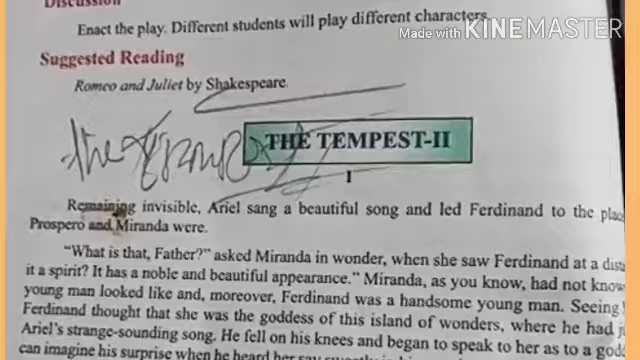 Discussion
Enact the play. Different students will play different characters.
Made with KINEMASTER
Suggested Reading
Romeo and Juliet by Shakespeare.
the
THE TEMPEST-II
I
Remaining invisible, Ariel sang a beautiful song and led Ferdinand to the place
Prospero and Miranda were.
"What is that, Father?" asked Miranda in wonder, when she saw Ferdinand at a
it a spirit? It has a noble and beautiful appearance." Miranda, as you know, had not
young man looked like and, moreover, Ferdinand was a handsome young man. Seeing
Ferdinand thought that she was the goddess of this island of wonders, where he had
Ariel's strange-sounding song. He fell on his knees and began to speak to her as to a
can imagine his surprise when he heard her say